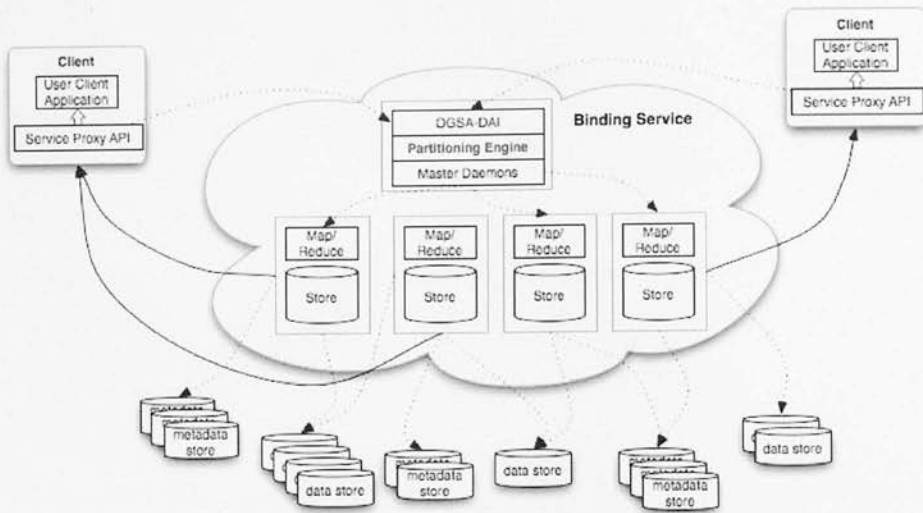 Client
User Client
Application
Service Proxy API
Client
User Client
Application
Service Proxy API
Binding Service
OGSA-DAI
Partitioning Engine
Master Daemons
Map/
Reduce
Store
Map/
Reduce
Store
Map/
Reduce
Store
Map/
Reduce
Store
metadata
store
data store
metadata
store
data store
metadata
store
data store